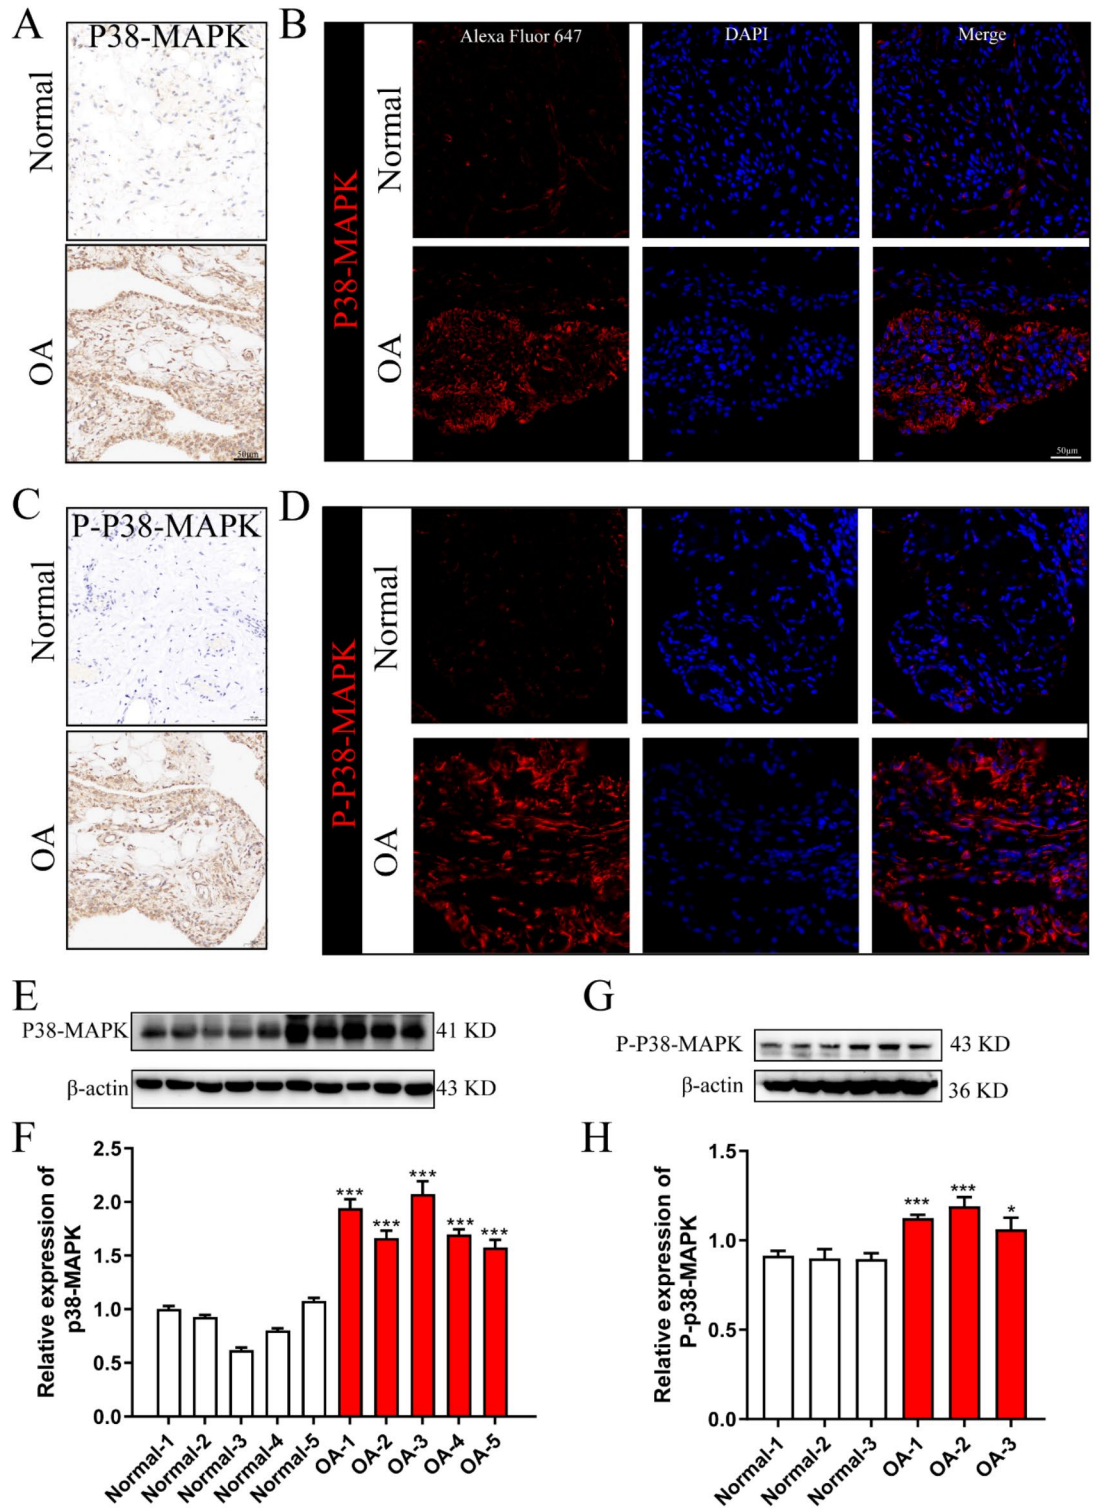 A
P38-MAPK
Normal
OA
50μm
B
Alexa Fluor 647
DAPI
Merge
P38-MAPK
Normal
OA
50μm
C
P-P38-MAPK
Normal
OA
D
P-P38-MAPK
Normal
OA
E
P38-MAPK
41 KD
β-actin
43 KD
G
P-P38-MAPK
43 KD
β-actin
36 KD
F
Relative expression of
p38-MAPK
2.5
2.0
1.5
1.0
0.5
0.0
***
***
***
***
***
Normal-1
Normal-2
Normal-3
Normal-4
Normal-5
OA-1
OA-2
OA-3
OA-4
OA-5
H
Relative expression of
P-p38-MAPK
1.5
1.0
0.5
0.0
***
***
*
Normal-1
Normal-2
Normal-3
OA-1
OA-2
OA-3